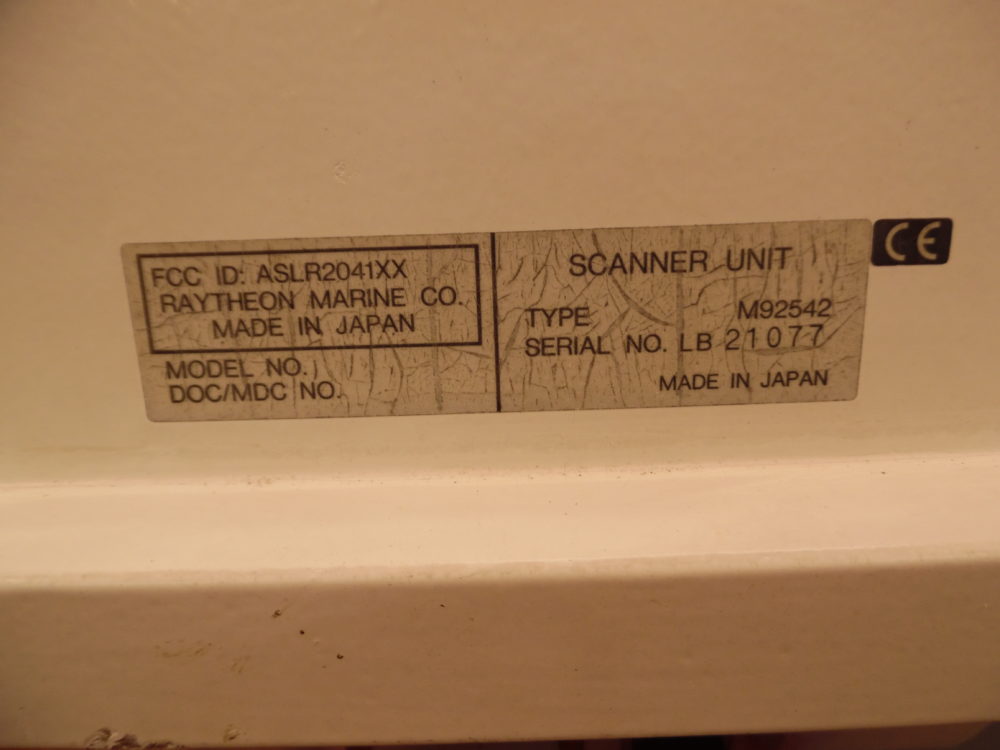 FCC ID: ASLR2041XX
RAYTHEON MARINE CO.
MADE IN JAPAN
MODEL NO.
DOC/MDC NO.
SCANNER UNIT
TYPE M92542
SERIAL NO. LB 21077
MADE IN JAPAN
CE